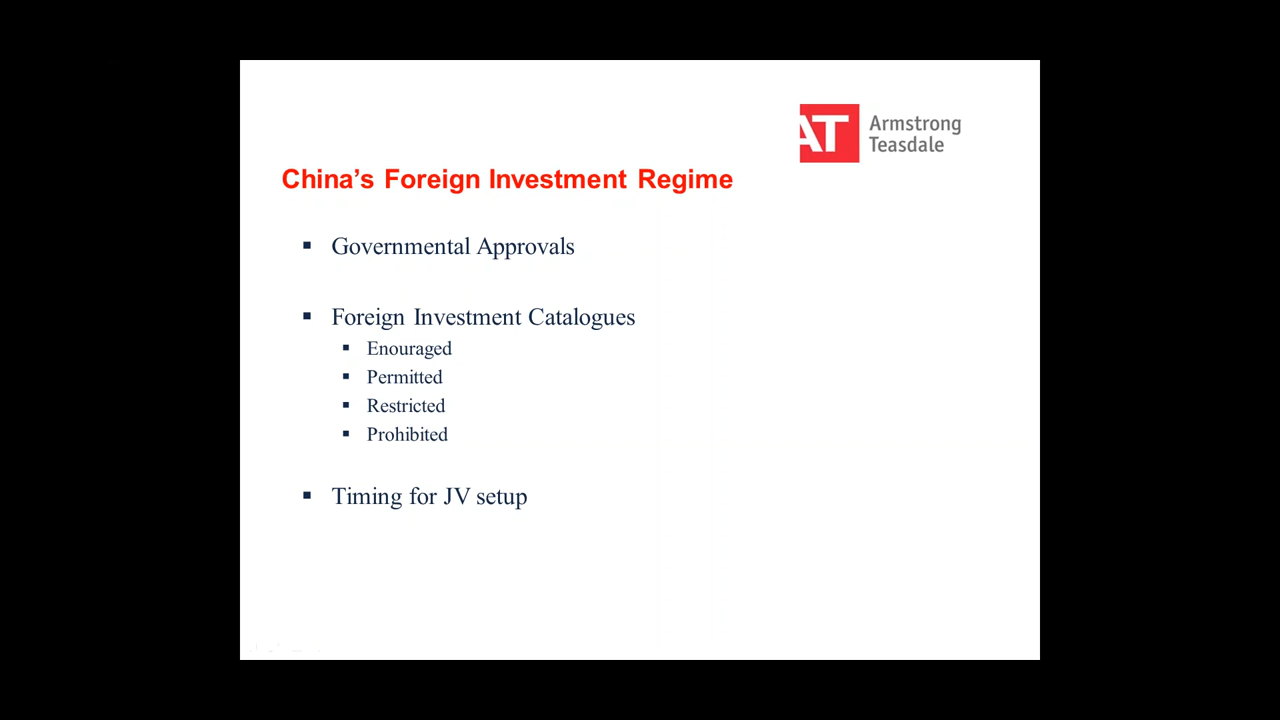 AT Armstrong
Teasdale
China’s Foreign Investment Regime
▪ Governmental Approvals
▪ Foreign Investment Catalogues
▪ Enouraged
▪ Permitted
▪ Restricted
▪ Prohibited
▪ Timing for JV setup